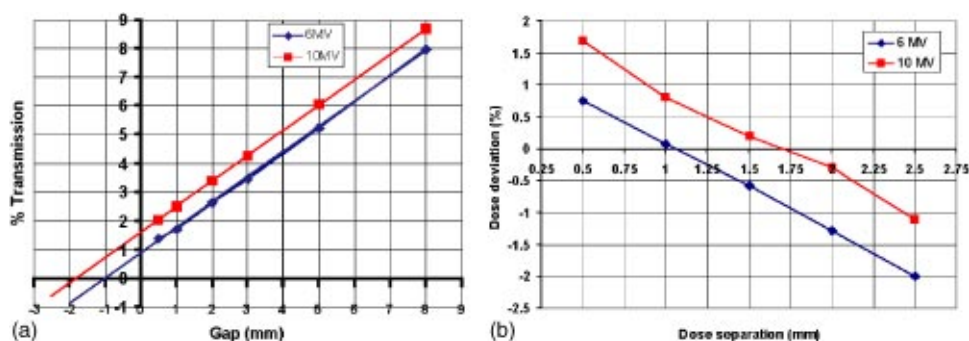 % Transmission
9
8
7
6
5
4
3
2
1
0
-1
6MV
10MV
-3 -2 -1 0 1 2 3 4 5 6 7 8 9
Gap (mm)
(a)
Dose deviation (%)
2
1.5
1
0.5
0
-0.5
-1
-1.5
-2
-2.5
6 MV
10 MV
0.25 0.5 0.75 1 1.25 1.5 1.75 2 2.25 2.5 2.75
Dose separation (mm)
(b)